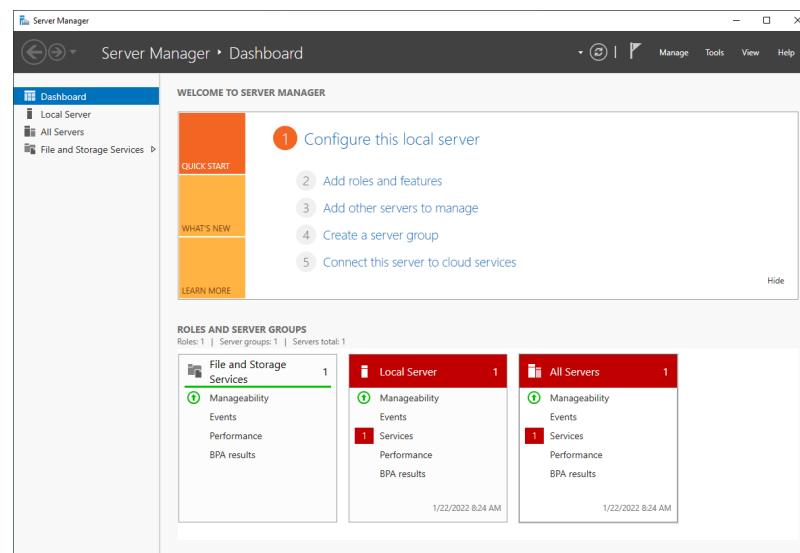 Server Manager
Server Manager • Dashboard
Manage Tools View Help
Dashboard
Local Server
All Servers
File and Storage Services
WELCOME TO SERVER MANAGER
QUICK START
WHAT'S NEW
LEARN MORE
1 Configure this local server
2 Add roles and features
3 Add other servers to manage
4 Create a server group
5 Connect this server to cloud services
Hide
ROLES AND SERVER GROUPS
Roles: 1 | Server groups: 1 | Servers total: 1
File and Storage
Services 1
Manageability
Events
Performance
BPA results
Local Server 1
Manageability
Events
1 Services
Performance
BPA results
1/22/2022 8:24 AM
All Servers 1
Manageability
Events
1 Services
Performance
BPA results
1/22/2022 8:24 AM